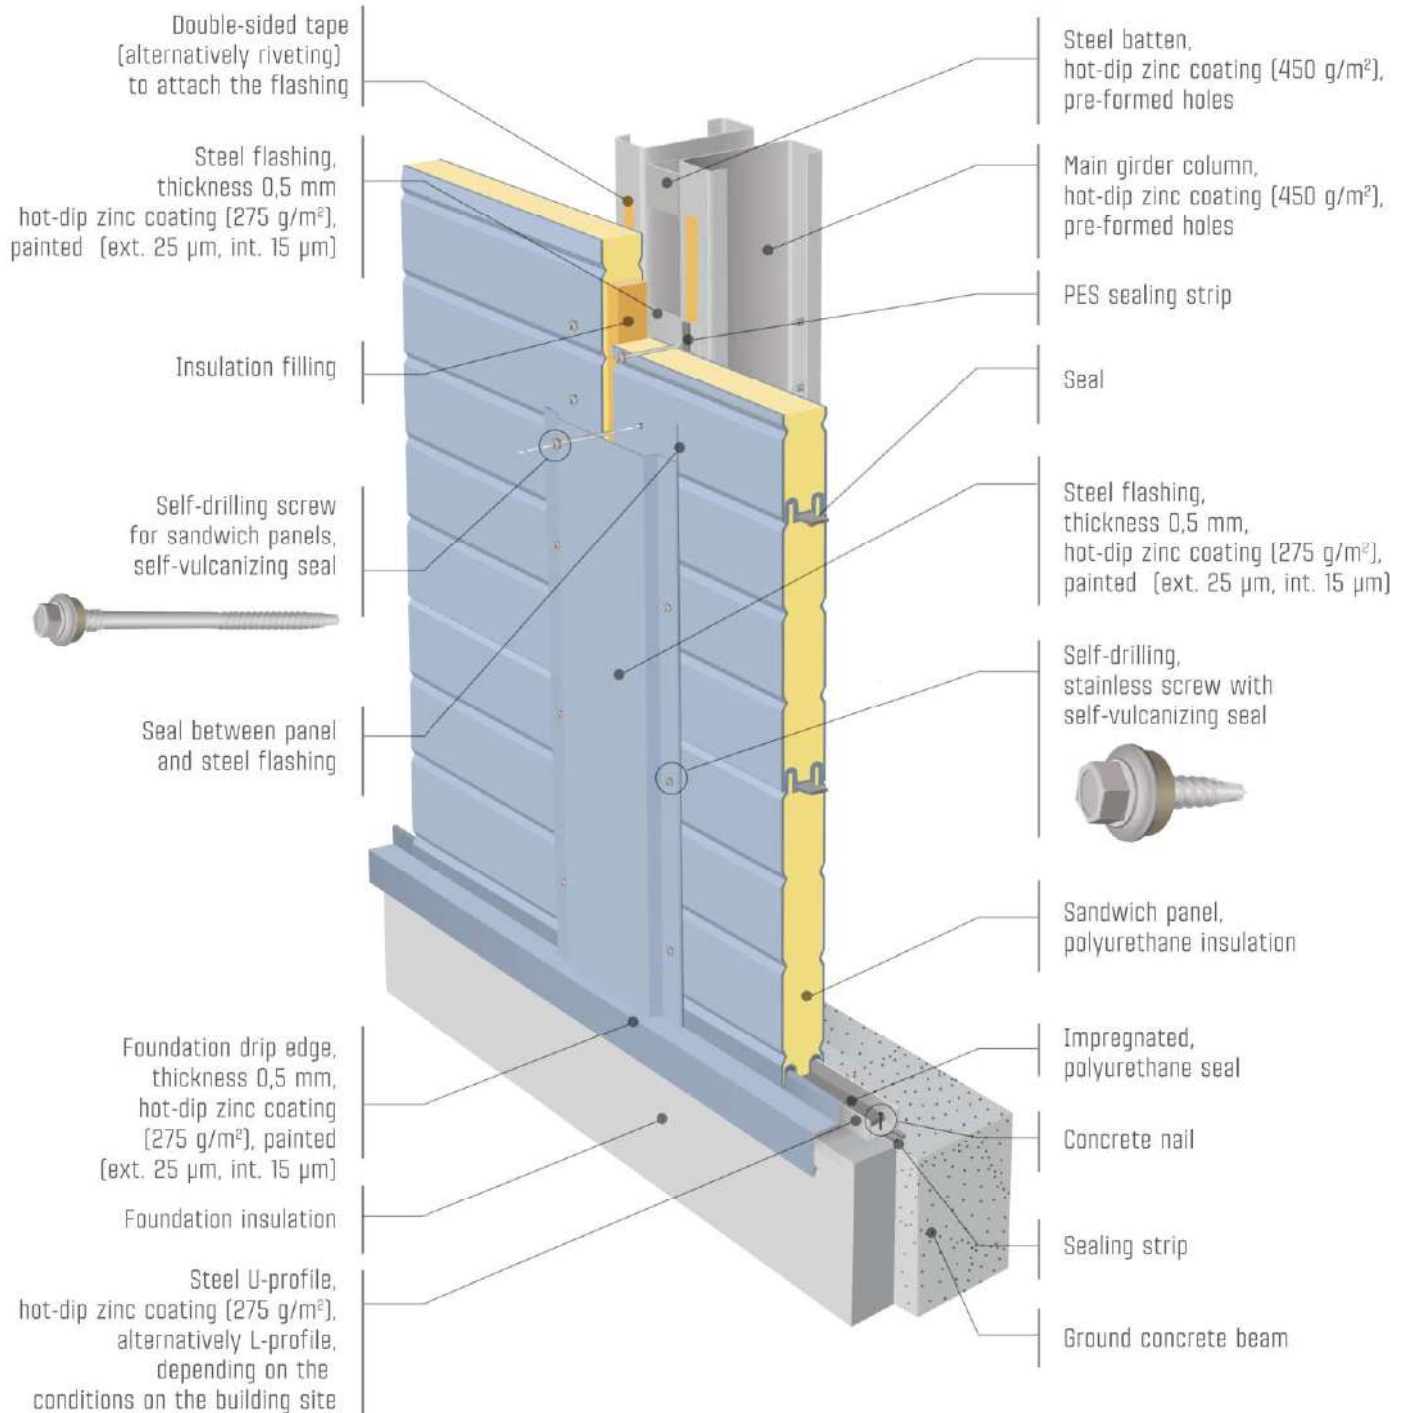 Double-sided tape
(alternatively riveting)
to attach the flashing
Steel flashing,
thickness 0,5 mm
hot-dip zinc coating (275 g/m²),
painted (ext. 25 µm, int. 15 µm)
Insulation filling
Self-drilling screw
for sandwich panels,
self-vulcanizing seal
Seal between panel
and steel flashing
Foundation drip edge,
thickness 0,5 mm,
hot-dip zinc coating
(275 g/m²), painted
(ext. 25 µm, int. 15 µm)
Foundation insulation
Steel U-profile,
hot-dip zinc coating (275 g/m²),
alternatively L-profile,
depending on the
conditions on the building site
Steel batten,
hot-dip zinc coating (450 g/m²),
pre-formed holes
Main girder column,
hot-dip zinc coating (450 g/m²),
pre-formed holes
PES sealing strip
Seal
Steel flashing,
thickness 0,5 mm,
hot-dip zinc coating (275 g/m²),
painted (ext. 25 µm, int. 15 µm)
Self-drilling,
stainless screw with
self-vulcanizing seal
Sandwich panel,
polyurethane insulation
Impregnated,
polyurethane seal
Concrete nail
Sealing strip
Ground concrete beam